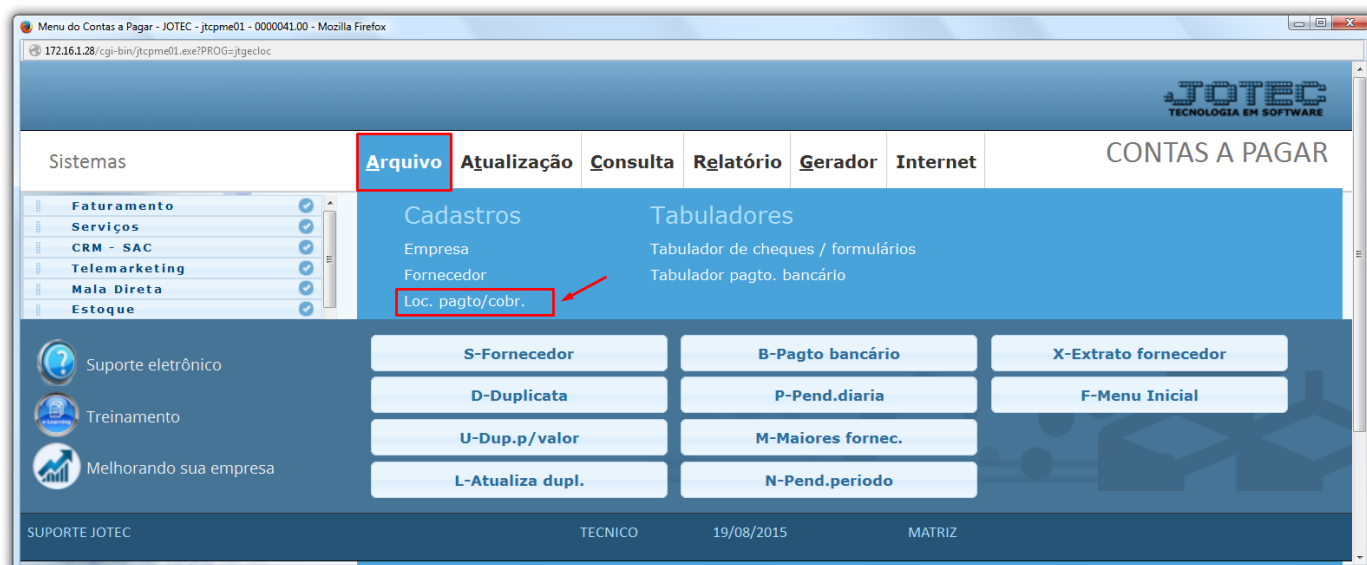 Menu do Contas a Pagar - JOTEC - jtcpme01 - 0000041.00 - Mozilla Firefox
172.16.1.28/cgi-bin/jtcpme01.exe?PROG=jtgecloc
JOTEC
TECNOLOGIA EM SOFTWARE
Sistemas
Arquivo Atualização Consulta Relatório Gerador Internet
CONTAS A PAGAR
Faturamento
Serviços
CRM - SAC
Telemarketing
Mala Direta
Estoque
Cadastros
Empresa
Fornecedor
Loc. pagto/cobr.
Tabuladores
Tabulador de cheques / formulários
Tabulador pagto. bancário
Suporte eletrônico
e-Learning
Treinamento
Melhorando sua empresa
S-Fornecedor B-Pagto bancário X-Extrato fornecedor
D-Duplicata P-Pend.diaria F-Menu Inicial
U-Dup.p/valor M-Maiores fornec.
L-Atualiza dupl. N-Pend.periodo
SUPORTE JOTEC TECNICO 19/08/2015 MATRIZ